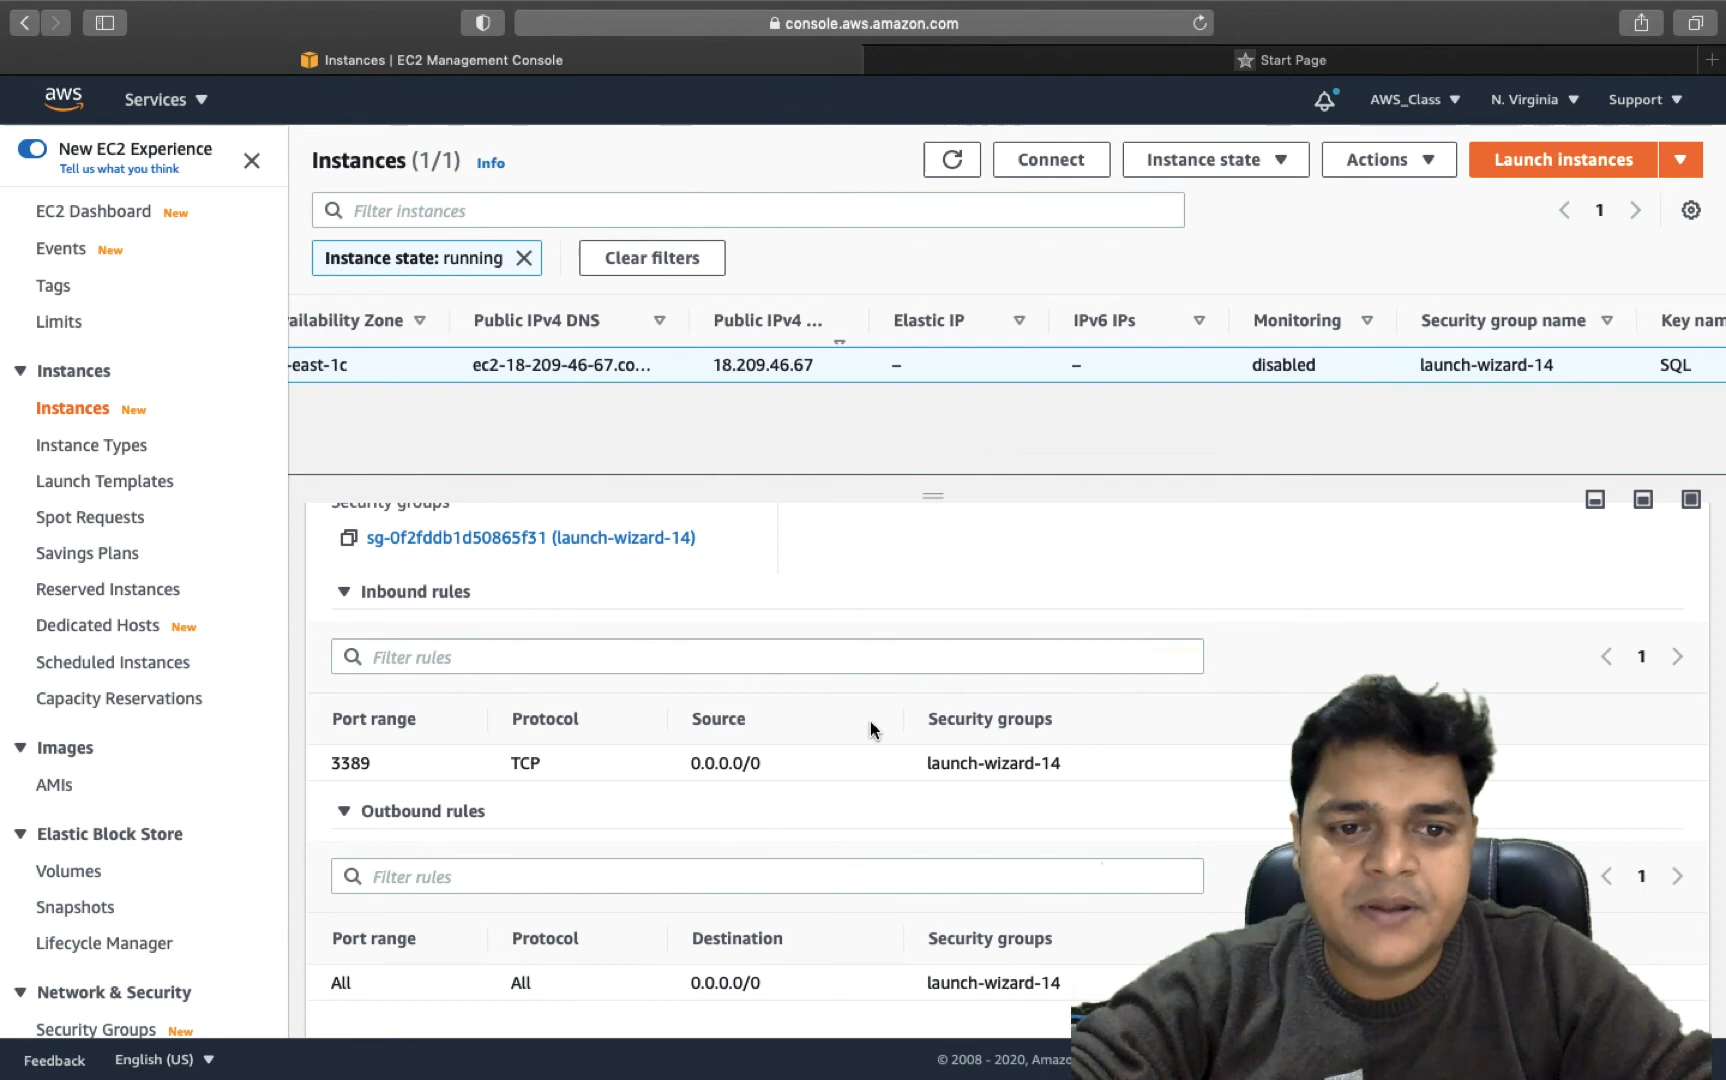 console.aws.amazon.com
Instances | EC2 Management Console
Start Page
aws
Services
AWS_Class
N. Virginia
Support
New EC2 Experience
Tell us what you think
EC2 Dashboard New
Events New
Tags
Limits
Instances
Instances New
Instance Types
Launch Templates
Spot Requests
Savings Plans
Reserved Instances
Dedicated Hosts New
Scheduled Instances
Capacity Reservations
Images
AMIs
Elastic Block Store
Volumes
Snapshots
Lifecycle Manager
Network & Security
Security Groups New
Instances (1/1) Info
Connect
Instance state
Actions
Launch instances
Filter instances
1
Instance state: running
Clear filters
ailability Zone Public IPv4 DNS Public IPv4 ... Elastic IP IPv6 IPs Monitoring Security group name Key nam
-east-1c ec2-18-209-46-67.co... 18.209.46.67 – – disabled launch-wizard-14 SQL
Security groups
sg-0f2fddb1d50865f31 (launch-wizard-14)
Inbound rules
Filter rules
1
Port range Protocol Source Security groups
3389 TCP 0.0.0.0/0 launch-wizard-14
Outbound rules
Filter rules
1
Port range Protocol Destination Security groups
All All 0.0.0.0/0 launch-wizard-14
Feedback
English (US)
© 2008 - 2020, Amazo